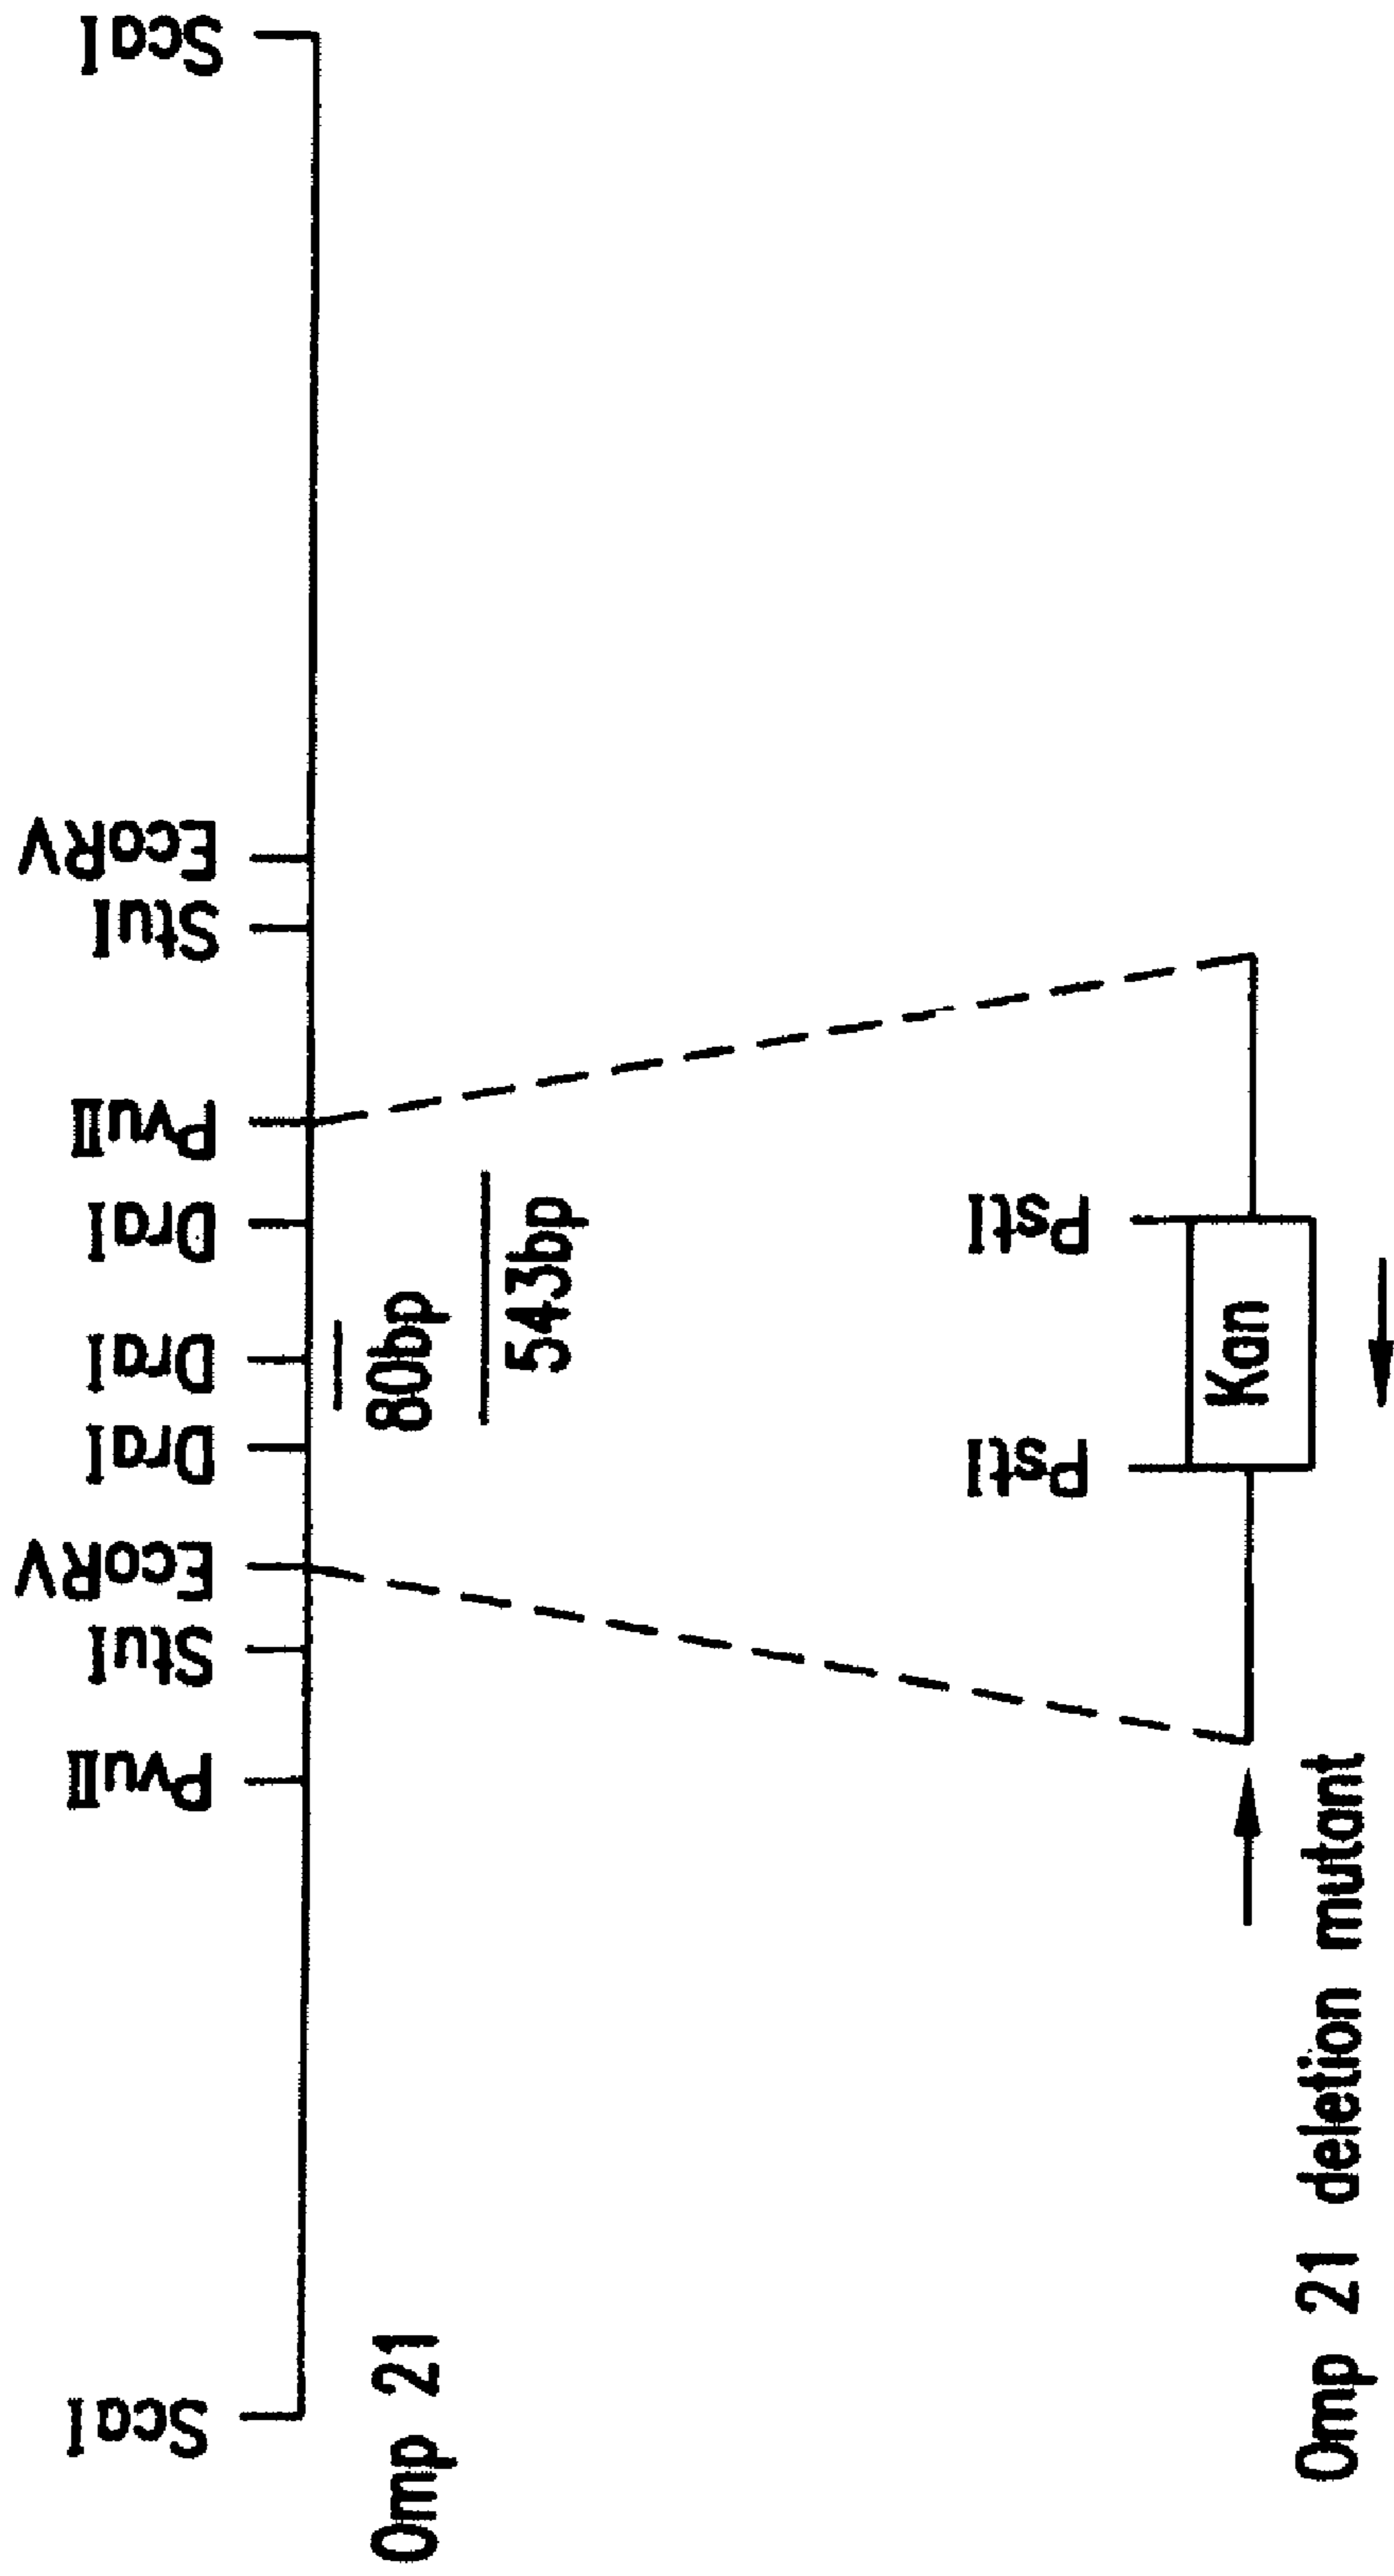 ScaI
PvuII
StuI
EcoRV
DraI
DraI
DraI
PvuII
StuI
EcoRV
ScaI
Omp 21
80bp
543bp
PstI
PstI
Kan
Omp 21 deletion mutant